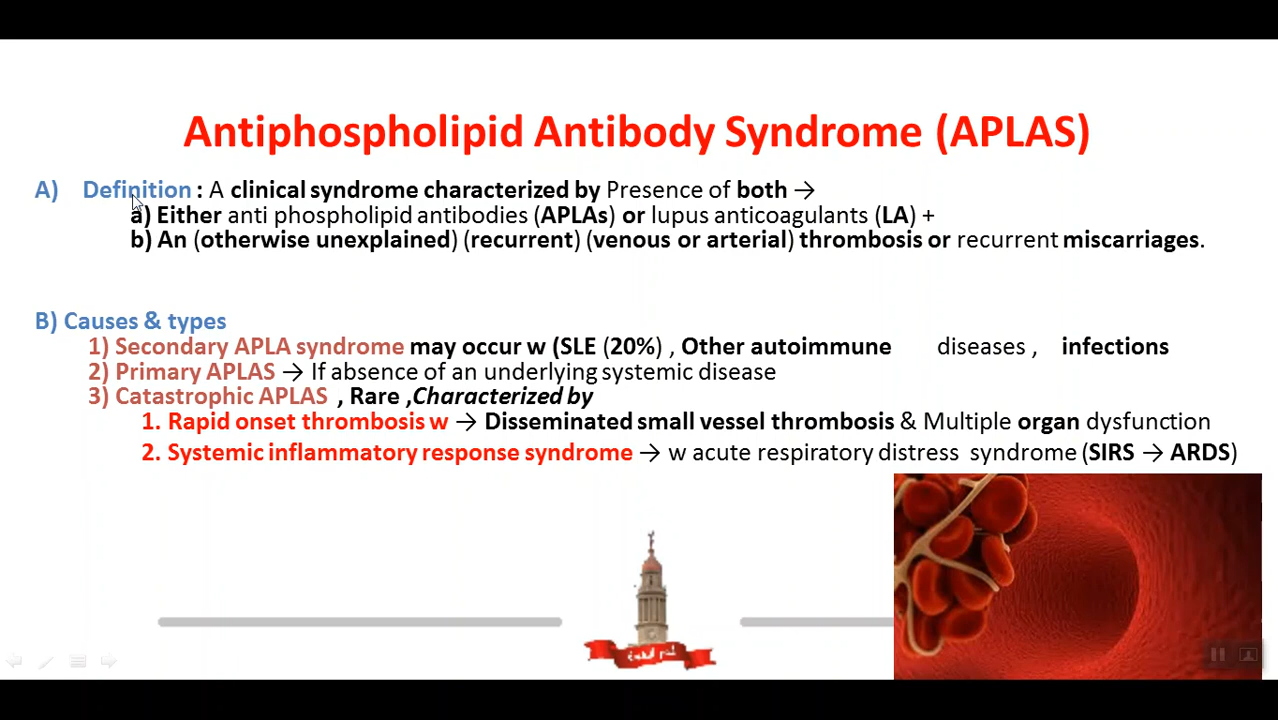 Antiphospholipid Antibody Syndrome (APLAS)
A) Definition : A clinical syndrome characterized by Presence of both →
a) Either anti phospholipid antibodies (APLAs) or lupus anticoagulants (LA) +
b) An (otherwise unexplained) (recurrent) (venous or arterial) thrombosis or recurrent miscarriages.
B) Causes & types
1) Secondary APLA syndrome may occur w (SLE (20%) , Other autoimmune diseases , infections
2) Primary APLAS → If absence of an underlying systemic disease
3) Catastrophic APLAS , Rare ,Characterized by
1. Rapid onset thrombosis w → Disseminated small vessel thrombosis & Multiple organ dysfunction
2. Systemic inflammatory response syndrome → w acute respiratory distress syndrome (SIRS → ARDS)